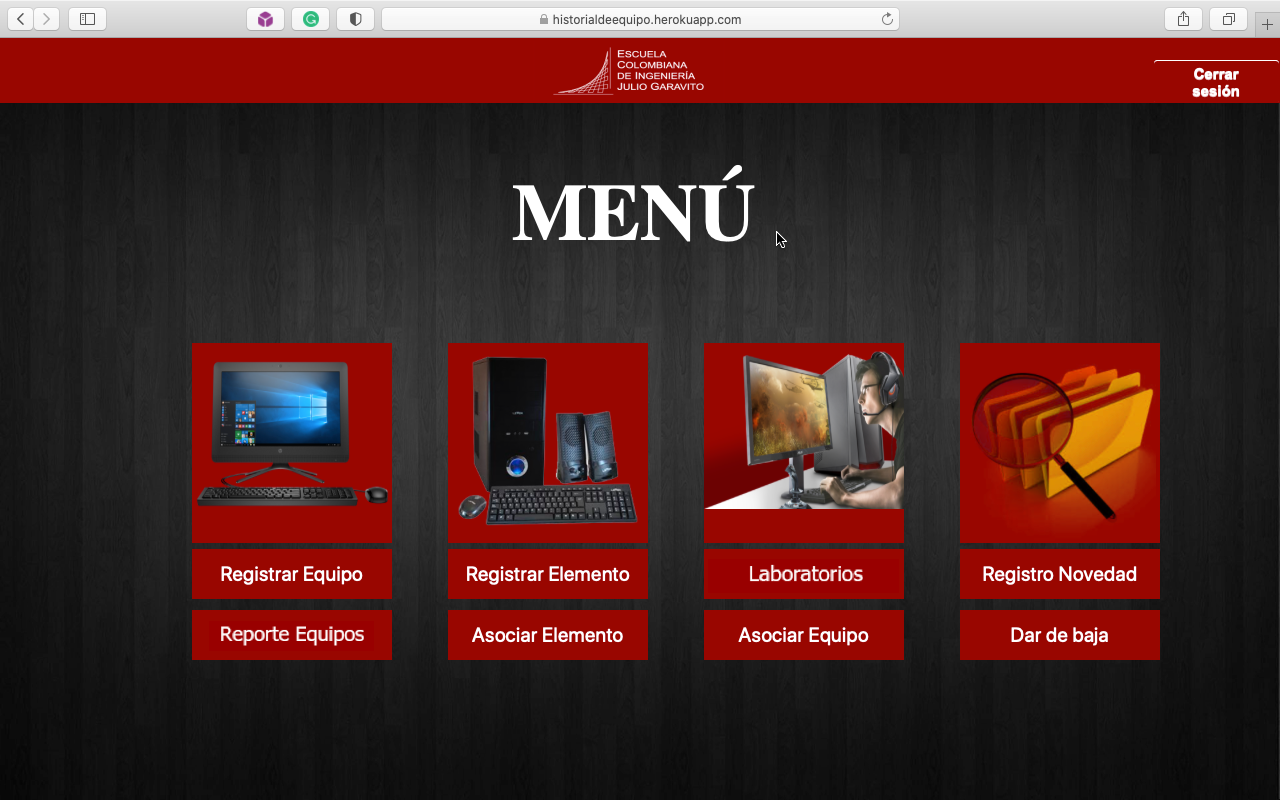 historialdeequipo.herokuapp.com
ESCUELA
COLOMBIANA
DE INGENIERÍA
JULIO GARAVITO
Cerrar
sesión
MENÚ
Registrar Equipo
Registrar Elemento
Laboratorios
Registro Novedad
Reporte Equipos
Asociar Elemento
Asociar Equipo
Dar de baja